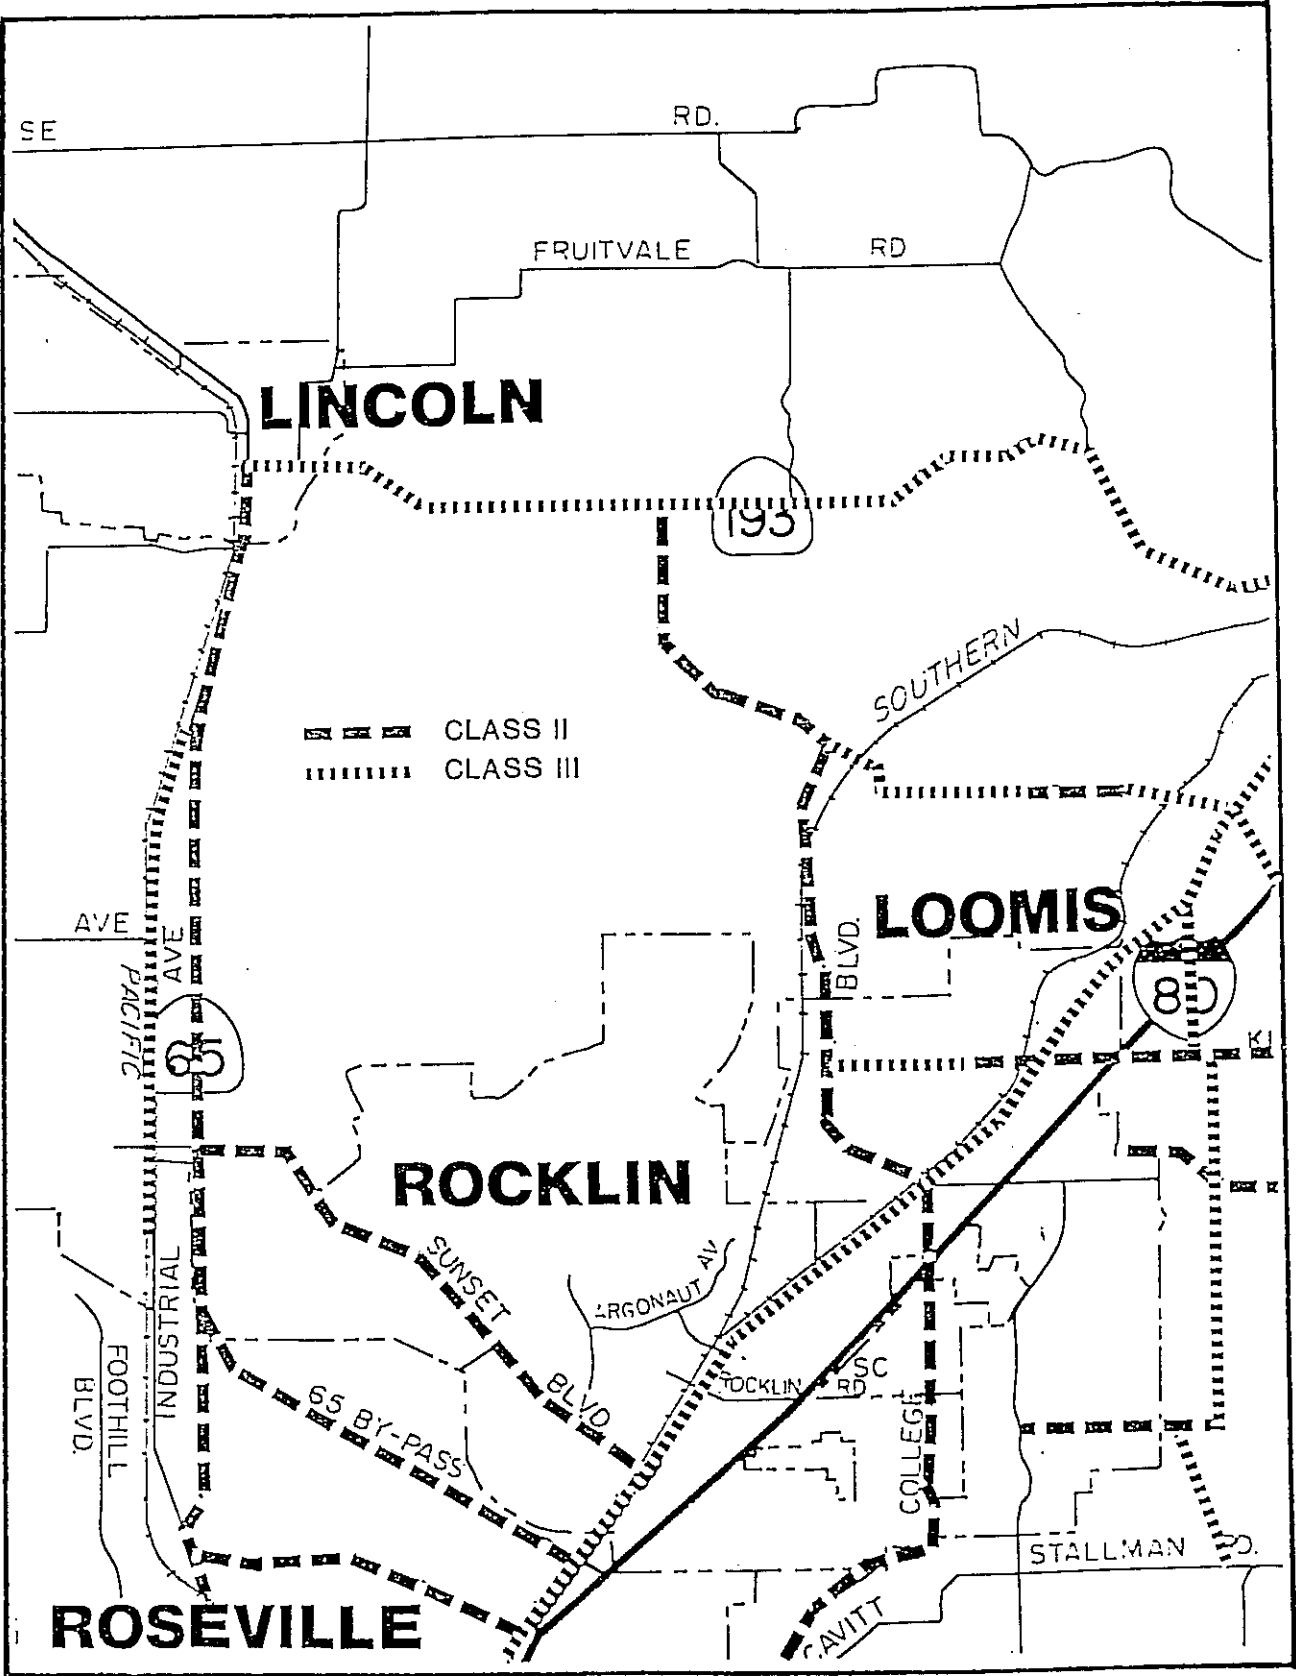 SE
RD.
FRUITVALE RD
LINCOLN
193
SOUTHERN
CLASS II
CLASS III
LOOMIS
AVE
AVE
BLVD.
PACIFIC
80
65
ROCKLIN
SUNSET
BLVD
ARGONAUT AV
INDUSTRIAL
FOOTHILL
BLVD.
65 BY-PASS
SC
ROCKLIN RD
COLLEGE
STALLMAN RD.
CAVITT
ROSEVILLE